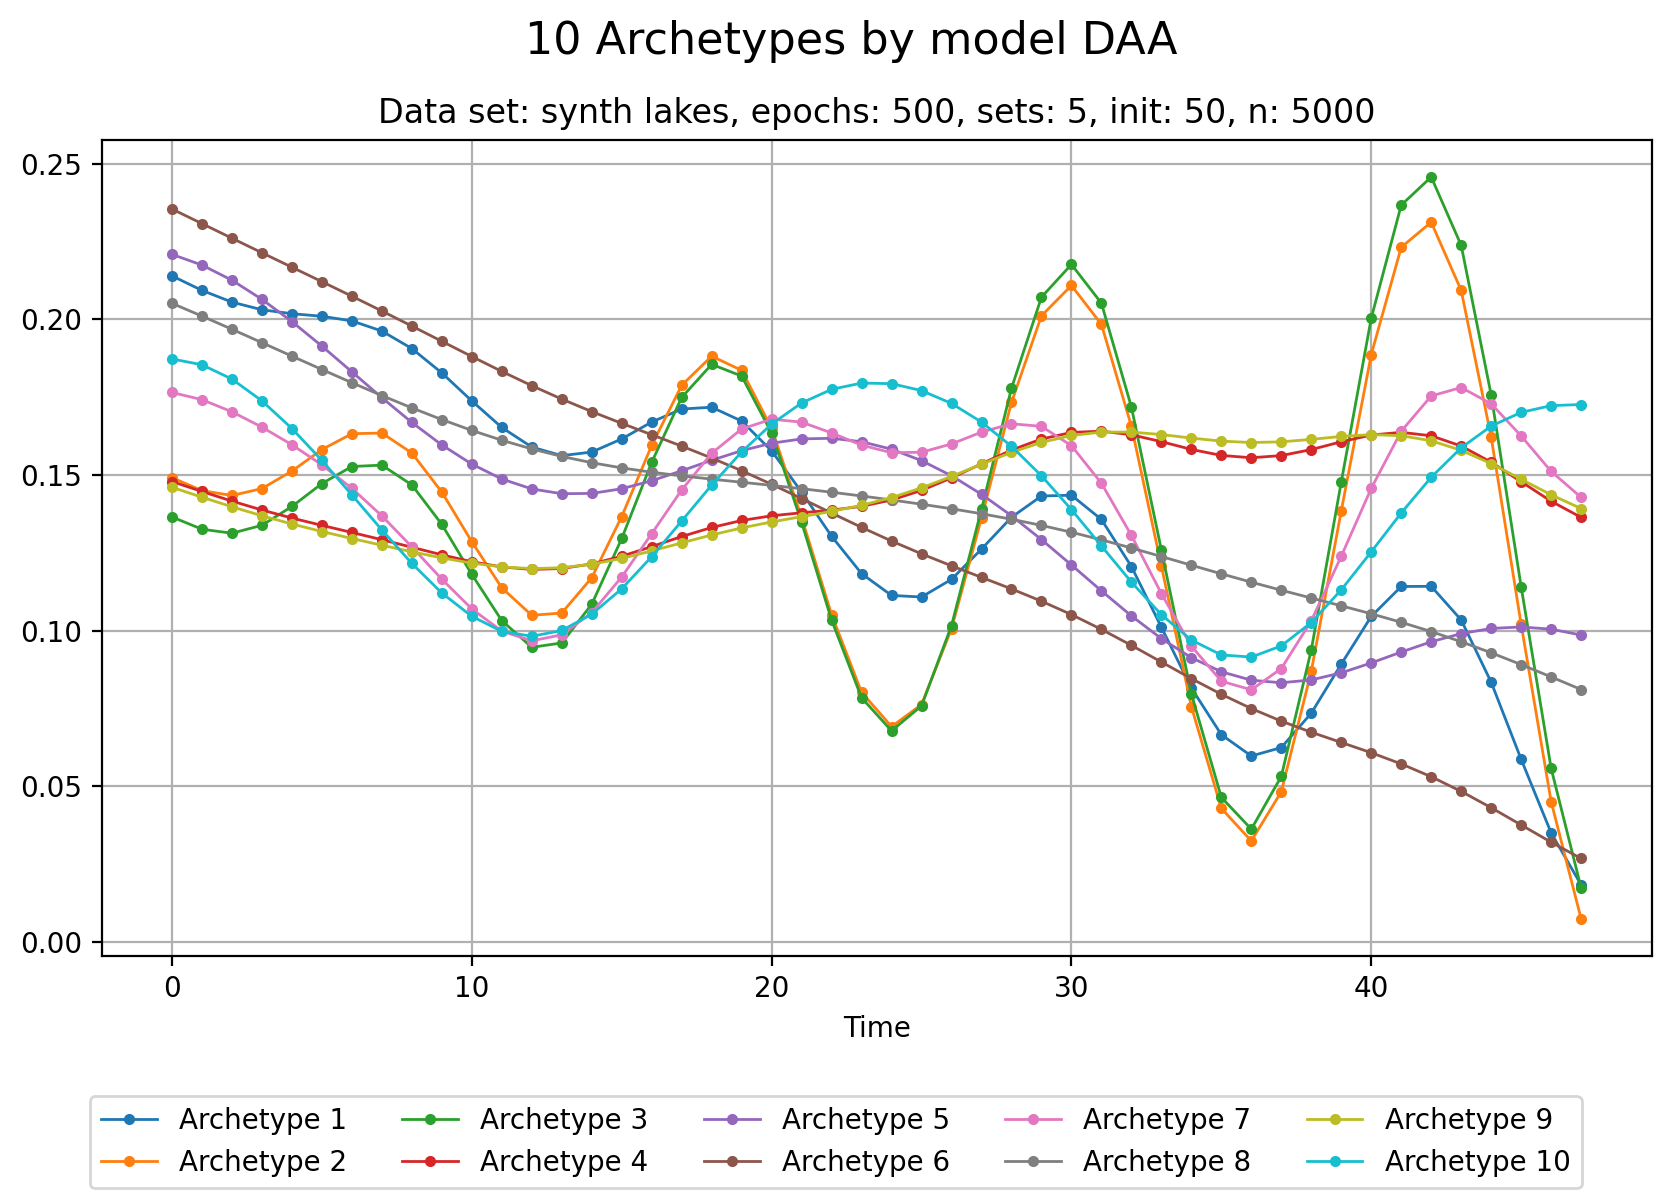 10 Archetypes by model DAA
Data set: synth lakes, epochs: 500, sets: 5, init: 50, n: 5000
0.25
0.20
0.15
0.10
0.05
0.00
0 10 20 30 40
Time
Archetype 1 Archetype 3 Archetype 5 Archetype 7 Archetype 9
Archetype 2 Archetype 4 Archetype 6 Archetype 8 Archetype 10